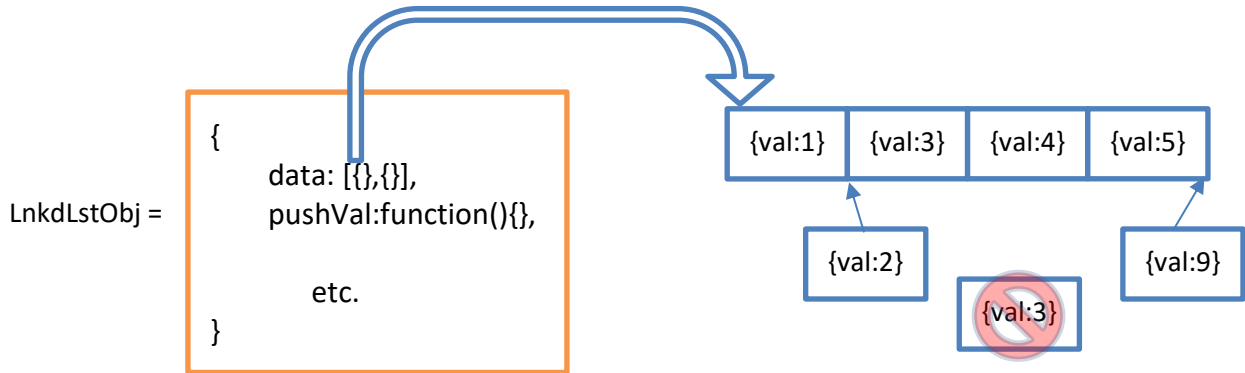 LnkdLstObj =
{
data: [{},{}],
pushVal:function(){},
etc.
}
{val:1} {val:3} {val:4} {val:5}
{val:2} {val:9}
{val:3}